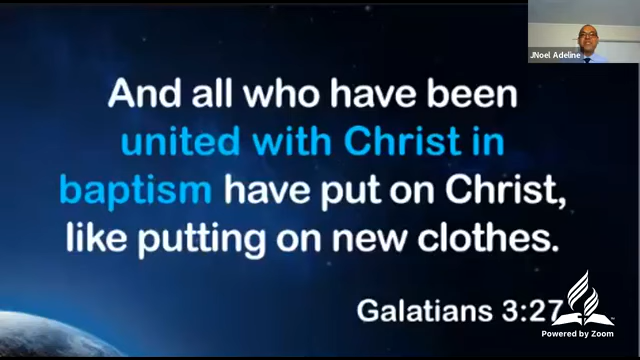 JNoel Adeline
And all who have been
united with Christ in
baptism have put on Christ,
like putting on new clothes.
Galatians 3:27
Powered by Zoom